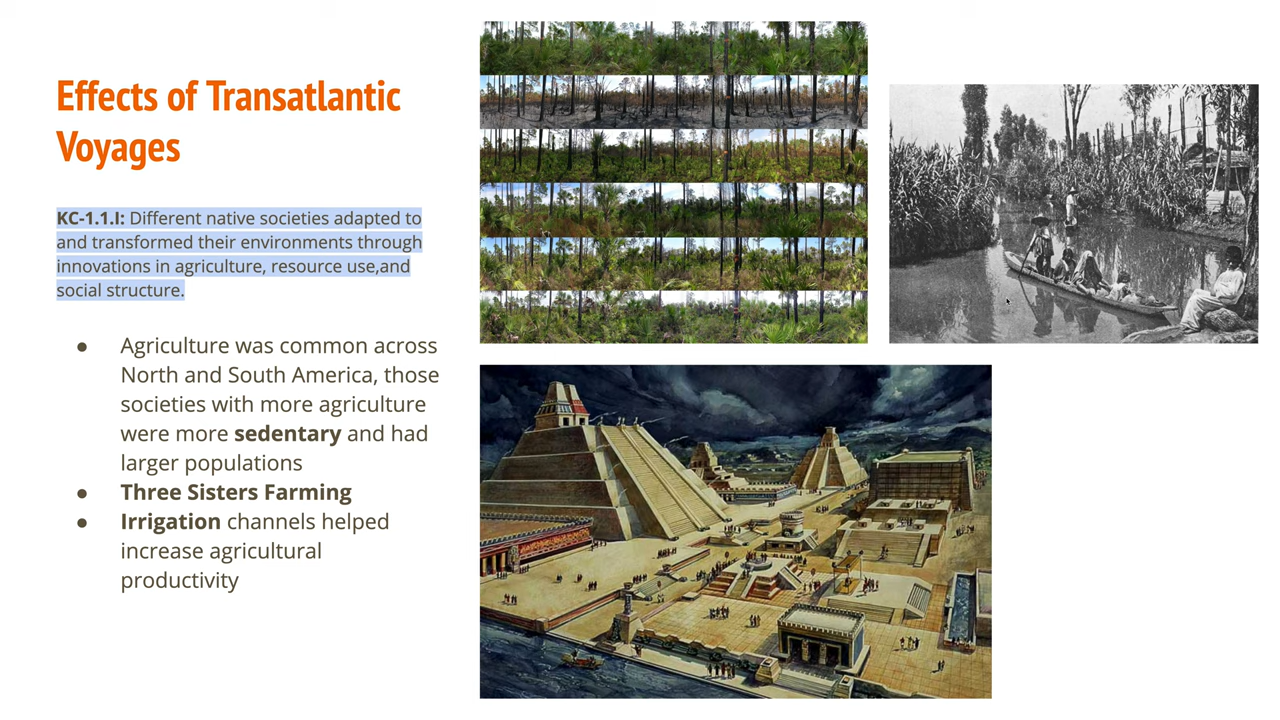 Effects of Transatlantic
Voyages
KC-1.1.I: Different native societies adapted to
and transformed their environments through
innovations in agriculture, resource use,and
social structure.
● Agriculture was common across
North and South America, those
societies with more agriculture
were more sedentary and had
larger populations
● Three Sisters Farming
● Irrigation channels helped
increase agricultural
productivity